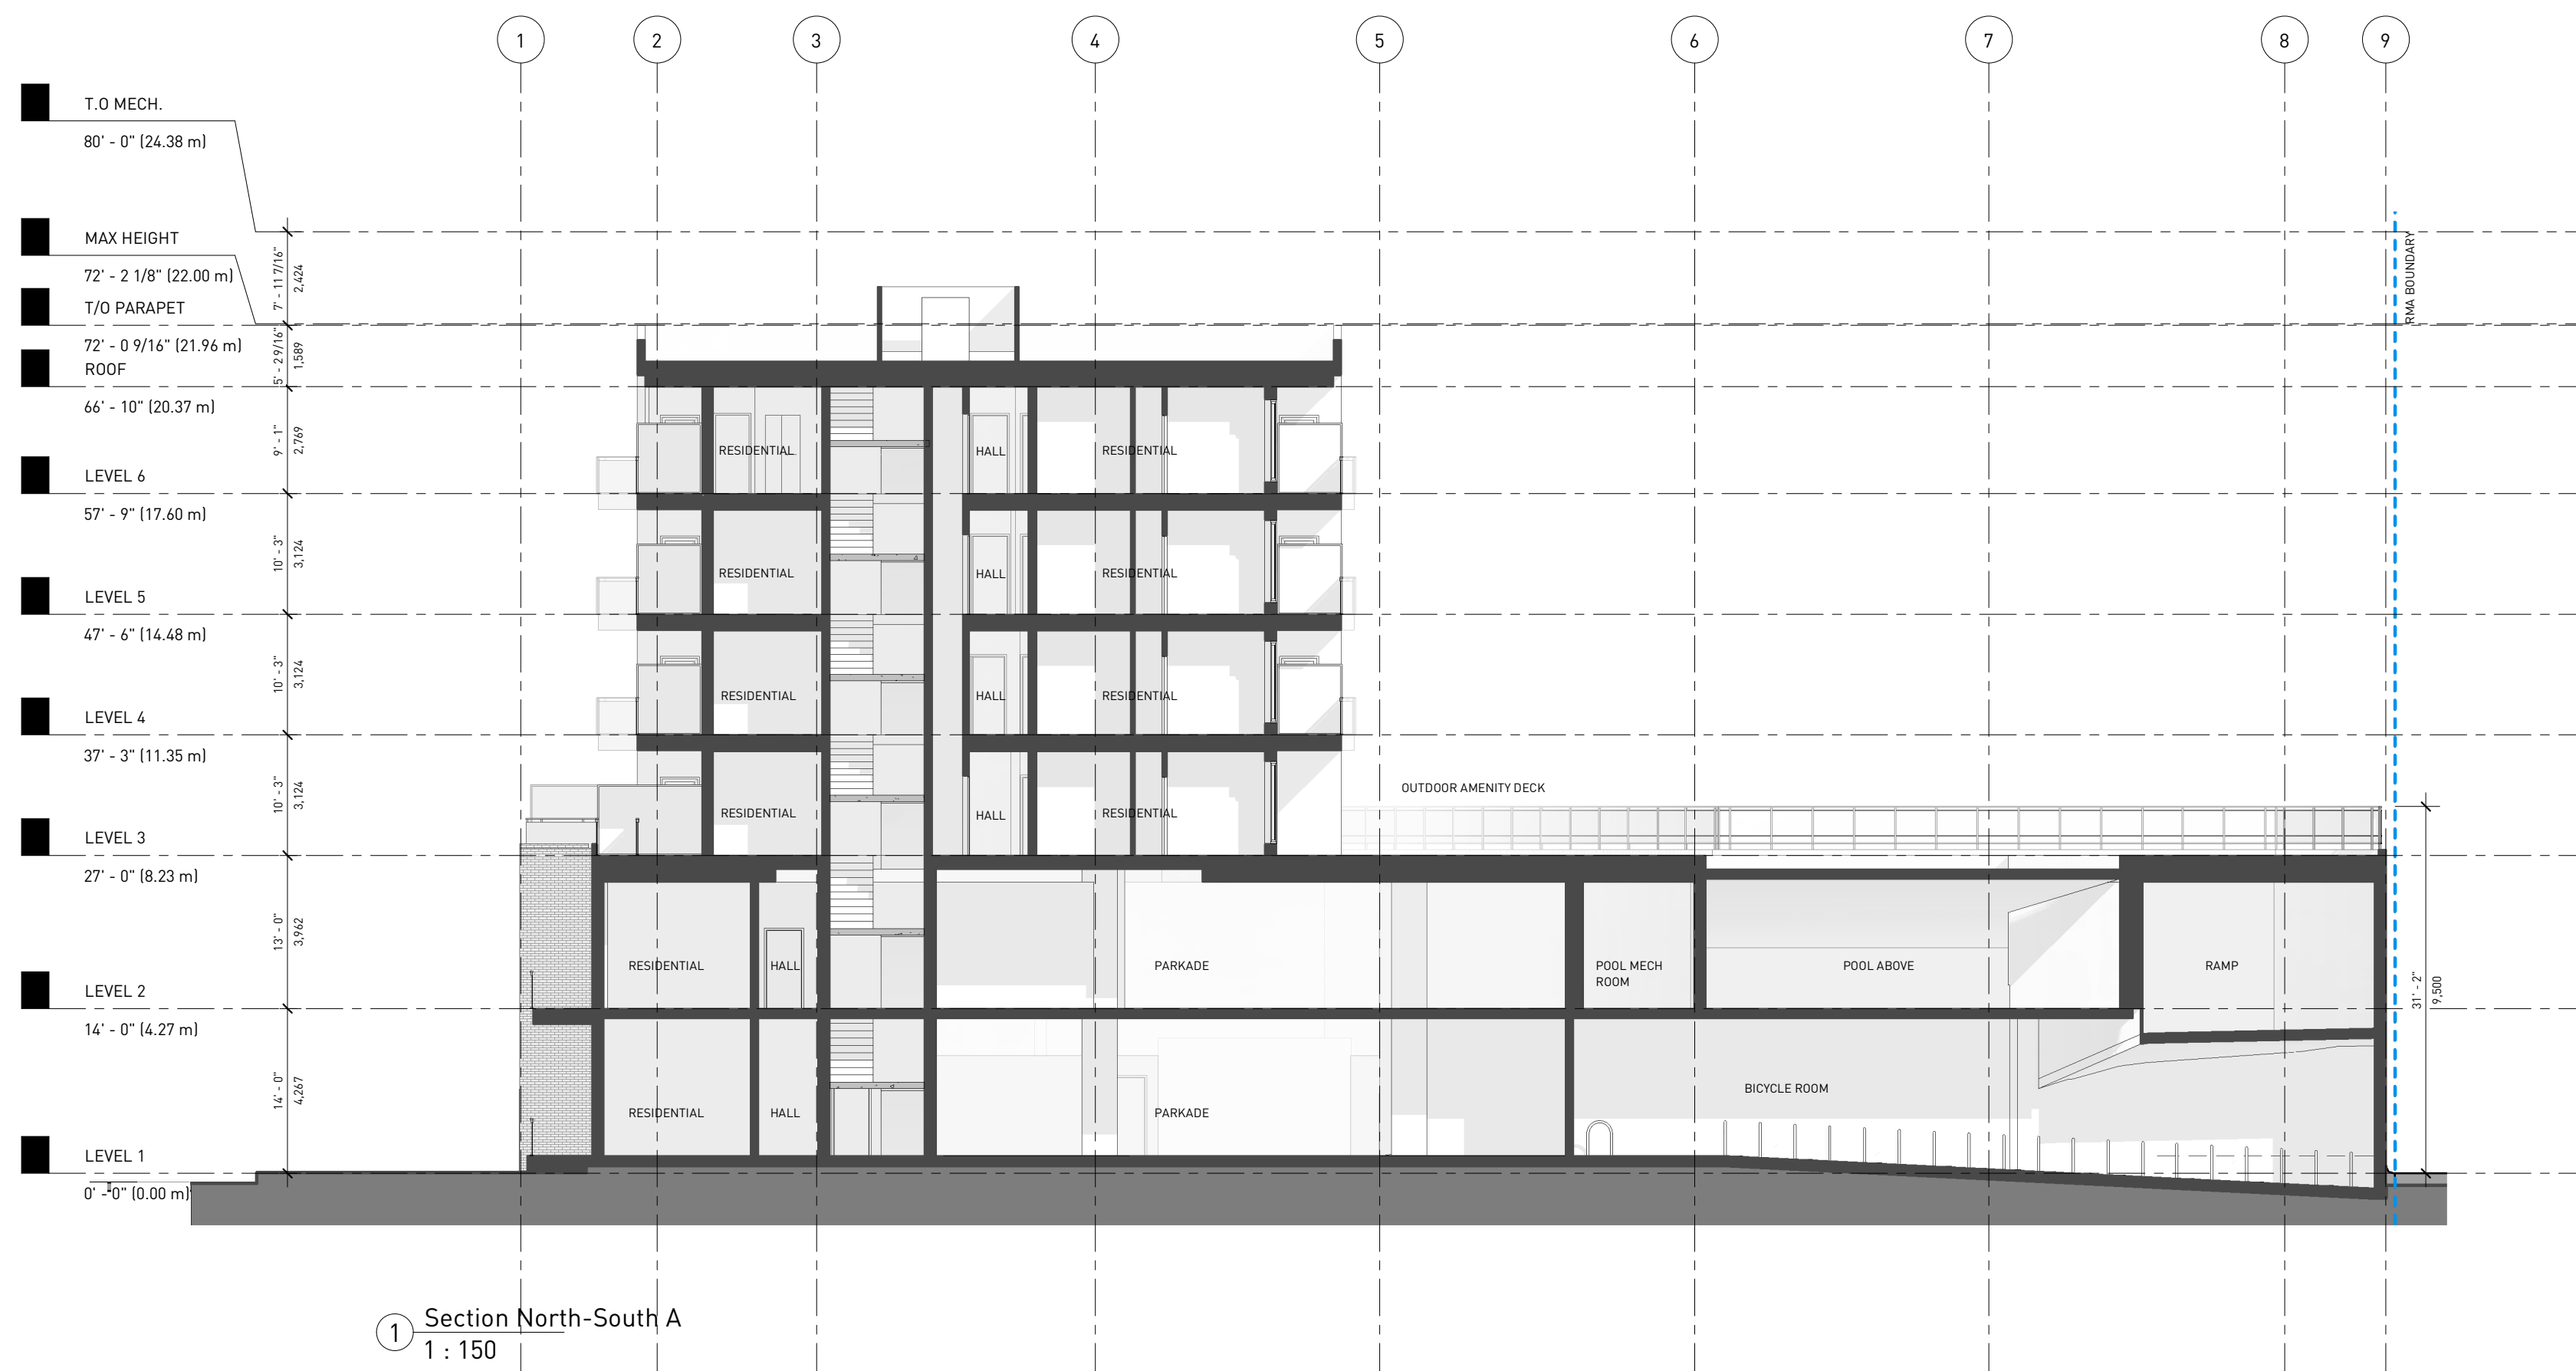 1 2 3 4 5 6 7 8 9
T.O MECH.
80' - 0" (24.38 m)
MAX HEIGHT
72' - 2 1/8" (22.00 m)
T/O PARAPET
72' - 0 9/16" (21.96 m)
ROOF
66' - 10" (20.37 m)
LEVEL 6
57' - 9" (17.60 m)
LEVEL 5
47' - 6" (14.48 m)
LEVEL 4
37' - 3" (11.35 m)
LEVEL 3
27' - 0" (8.23 m)
LEVEL 2
14' - 0" (4.27 m)
LEVEL 1
0' - 0" (0.00 m)
7' - 11 7/16"
2,424
5' - 2 9/16"
1,589
9' - 1"
2,769
10' - 3"
3,124
10' - 3"
3,124
10' - 3"
3,124
13' - 0"
3,962
14' - 0"
4,267
RMA BOUNDARY
RESIDENTIAL HALL RESIDENTIAL
RESIDENTIAL HALL RESIDENTIAL
RESIDENTIAL HALL RESIDENTIAL
OUTDOOR AMENITY DECK
RESIDENTIAL HALL RESIDENTIAL
RESIDENTIAL HALL PARKADE
POOL MECH
ROOM
POOL ABOVE
RAMP
31' - 2"
9,500
BICYCLE ROOM
RESIDENTIAL HALL PARKADE
1 Section North-South A
1 : 150